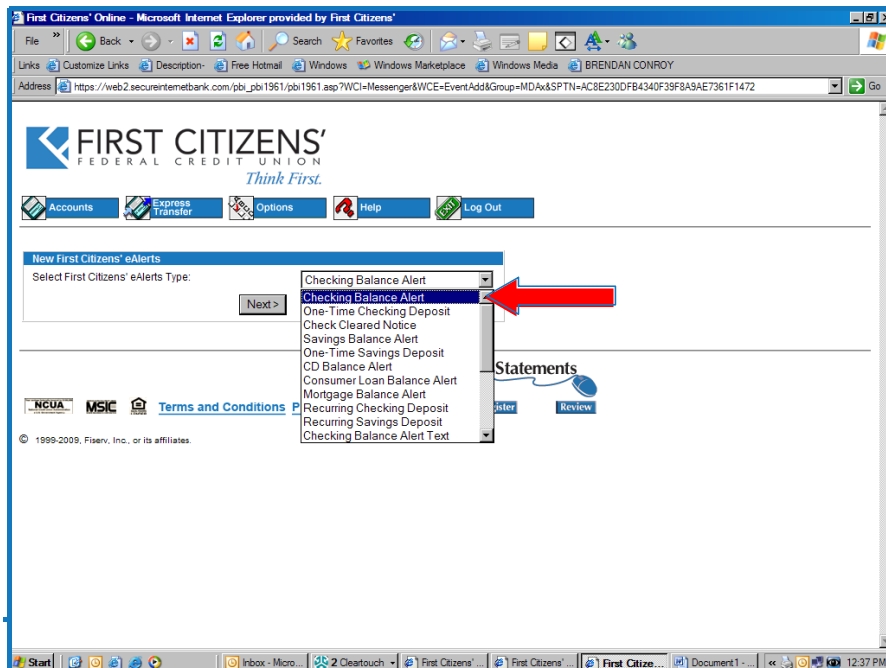 First Citizens' Online - Microsoft Internet Explorer provided by First Citizens'
File » Back Search Favorites
Links Customize Links Description- Free Hotmail Windows Windows Marketplace Windows Media BRENDAN CONROY
Address https://web2.secureinternetbank.com/pbi_pbi1961/pbi1961.asp?WCI=Messenger&WCE=EventAdd&Group=MDAx&SPTN=AC8E230DFB4340F39F8A9AE7361F1472 Go
FIRST CITIZENS'
FEDERAL CREDIT UNION
Think First.
Accounts Express Transfer Options Help EXIT Log Out
New First Citizens' eAlerts
Select First Citizens' eAlerts Type: Checking Balance Alert
Next >
Checking Balance Alert
One-Time Checking Deposit
Check Cleared Notice
Savings Balance Alert
One-Time Savings Deposit
CD Balance Alert
Consumer Loan Balance Alert
Mortgage Balance Alert
Recurring Checking Deposit
Recurring Savings Deposit
Checking Balance Alert Text
Statements
NCUA MSIC Terms and Conditions P ister Review
© 1999-2009, Fiserv, Inc., or its affiliates.
Start Inbox - Micro... 2 Cleartouch First Citizens' ... First Citizens' ... First Citize... Document1 - ... « 12:37 PM